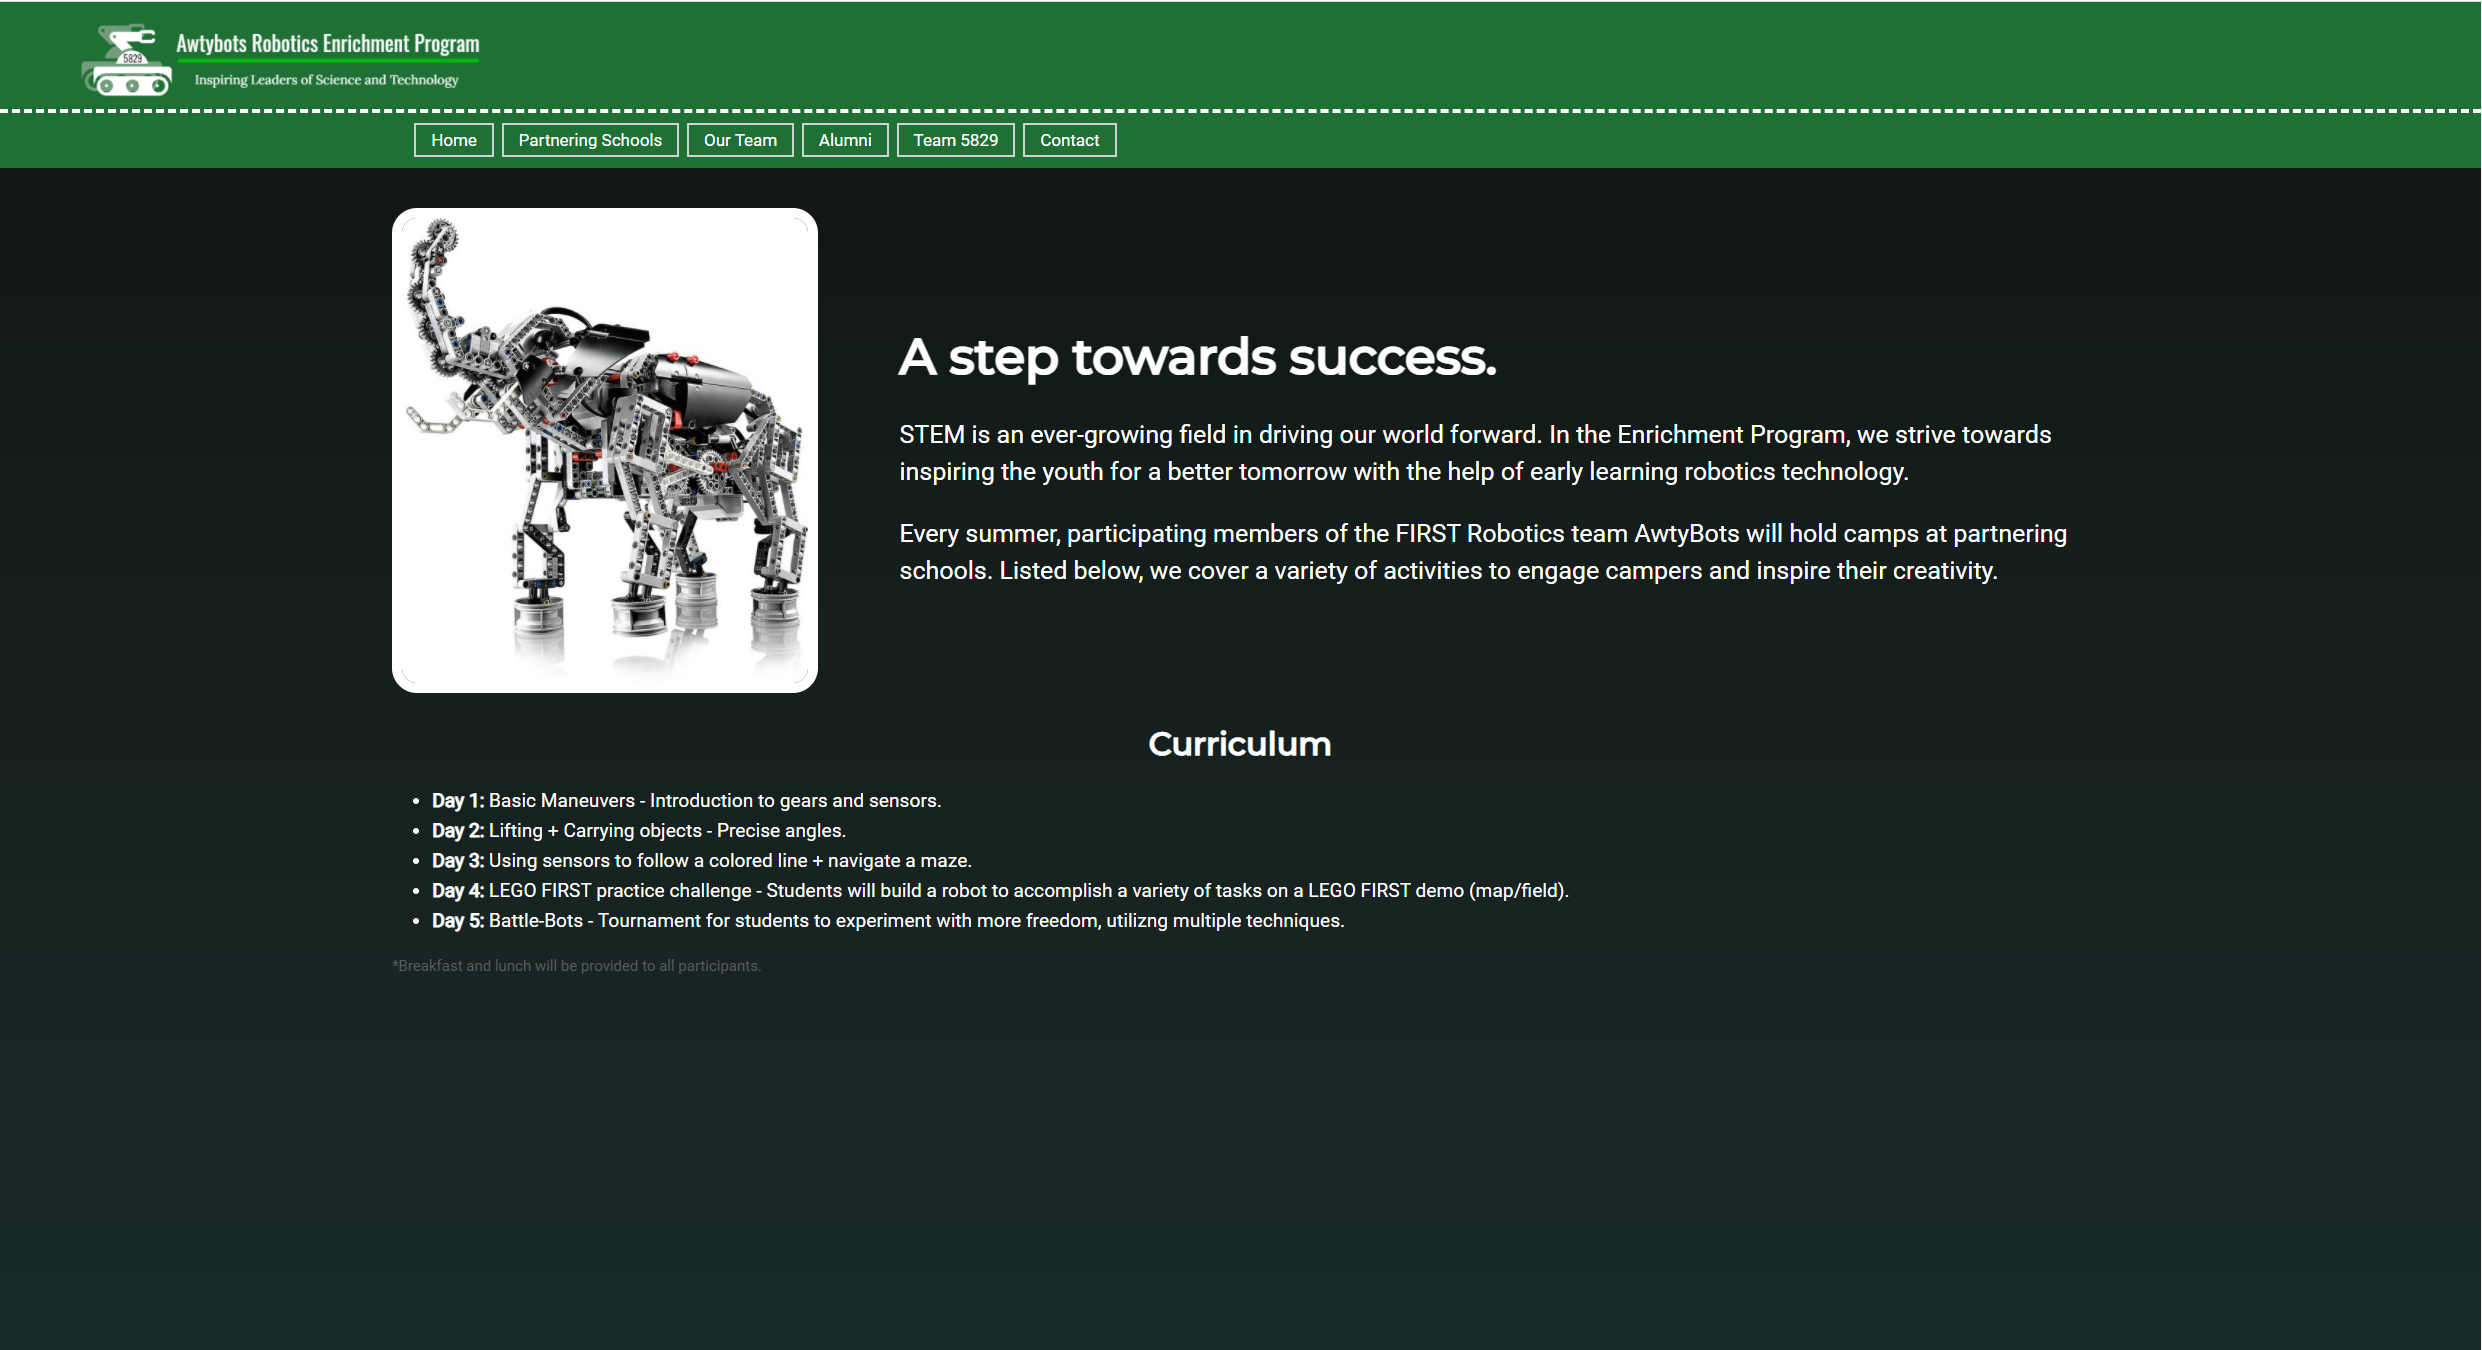 5829
Awtybots Robotics Enrichment Program
Inspiring Leaders of Science and Technology
Home
Partnering Schools
Our Team
Alumni
Team 5829
Contact
A step towards success.
STEM is an ever-growing field in driving our world forward. In the Enrichment Program, we strive towards
inspiring the youth for a better tomorrow with the help of early learning robotics technology.
Every summer, participating members of the FIRST Robotics team AwtyBots will hold camps at partnering
schools. Listed below, we cover a variety of activities to engage campers and inspire their creativity.
Curriculum
• Day 1: Basic Maneuvers - Introduction to gears and sensors.
• Day 2: Lifting + Carrying objects - Precise angles.
• Day 3: Using sensors to follow a colored line + navigate a maze.
• Day 4: LEGO FIRST practice challenge - Students will build a robot to accomplish a variety of tasks on a LEGO FIRST demo (map/field).
• Day 5: Battle-Bots - Tournament for students to experiment with more freedom, utilizng multiple techniques.
*Breakfast and lunch will be provided to all participants.